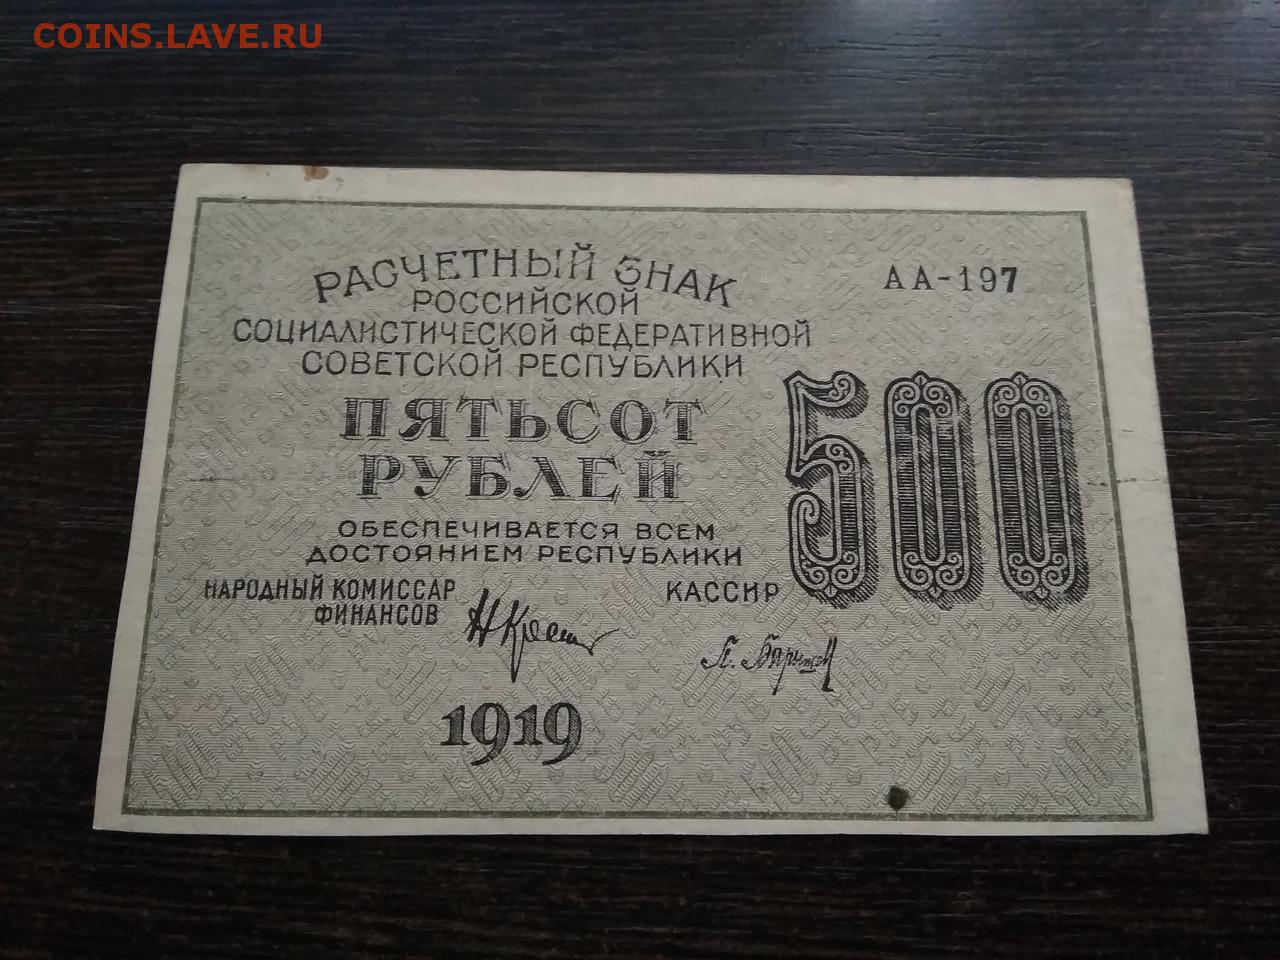 COINS.LAVE.RU
РАСЧЕТНЫЙ ЗНАК
РОССИЙСКОЙ
СОЦИАЛИСТИЧЕСКОЙ ФЕДЕРАТИВНОЙ
СОВЕТСКОЙ РЕСПУБЛИКИ
АА-197
ПЯТЬСОТ
РУБЛЕЙ
500
ОБЕСПЕЧИВАЕТСЯ ВСЕМ
ДОСТОЯНИЕМ РЕСПУБЛИКИ
НАРОДНЫЙ КОМИССАР
ФИНАНСОВ
КАССИР
1919